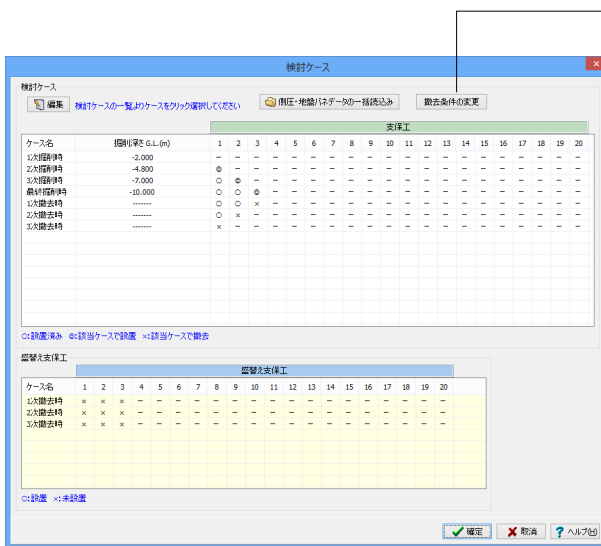 検討ケース
検討ケース
編集 検討ケースの一覧よりケースをクリック選択してください 側圧・地盤バネデータの一括読込み 撤去条件の変更
支保工
ケース名 掘削深さ G.L.(m) 1 2 3 4 5 6 7 8 9 10 11 12 13 14 15 16 17 18 19 20
1次掘削時 -2.000 － － － － － － － － － － － － － － － － － － － －
2次掘削時 -4.800 ◎ － － － － － － － － － － － － － － － － － － －
3次掘削時 -7.000 ○ ◎ － － － － － － － － － － － － － － － － － －
最終掘削時 -10.000 ○ ○ ◎ － － － － － － － － － － － － － － － － －
1次撤去時 ------- ○ ○ × － － － － － － － － － － － － － － － － －
2次撤去時 ------- ○ × － － － － － － － － － － － － － － － － － －
3次撤去時 ------- × － － － － － － － － － － － － － － － － － － －
○:設置済み ◎:該当ケースで設置 ×:該当ケースで撤去
盛替え支保工
盛替え支保工
ケース名 1 2 3 4 5 6 7 8 9 10 11 12 13 14 15 16 17 18 19 20
1次撤去時 × × × － － － － － － － － － － － － － － － － －
2次撤去時 × × × － － － － － － － － － － － － － － － － －
3次撤去時 × × × － － － － － － － － － － － － － － － － －
○:設置 ×:未設置
確定 取消 ? ヘルプ(H)